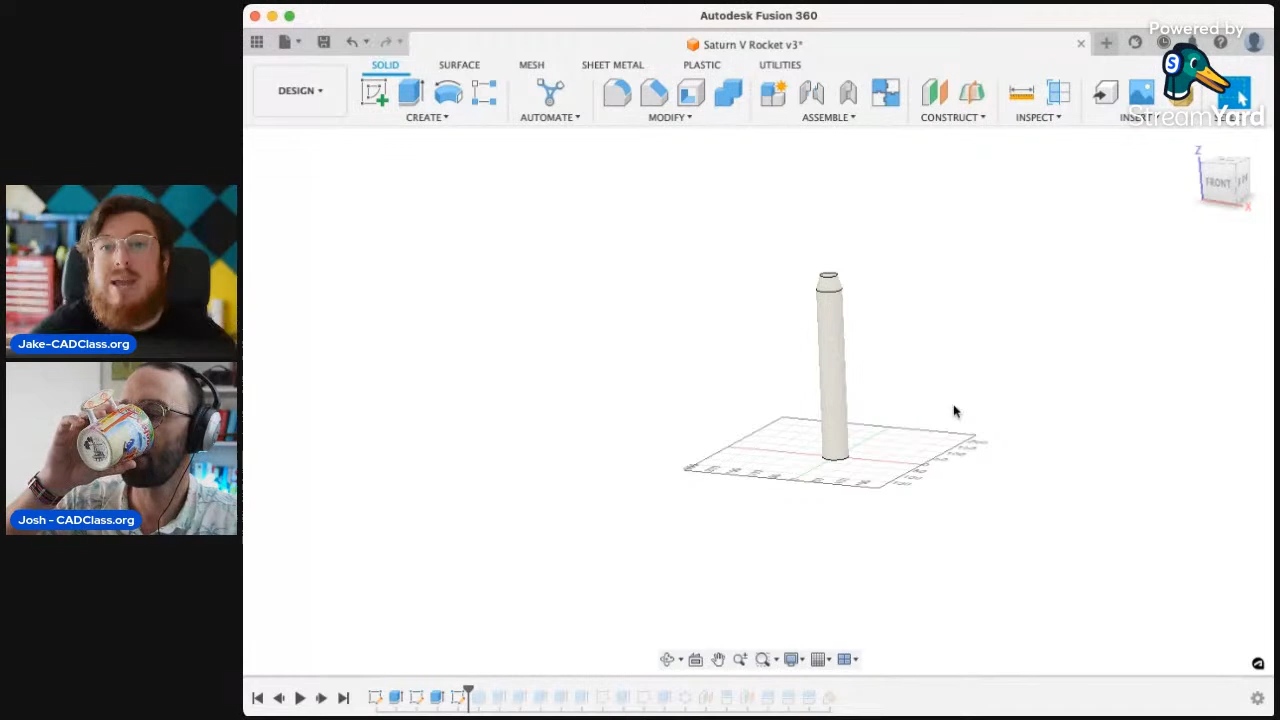 Autodesk Fusion 360
Powered by
StreamYard
Saturn V Rocket v3*
SOLID
SURFACE
MESH
SHEET METAL
PLASTIC
UTILITIES
DESIGN
CREATE
AUTOMATE
MODIFY
ASSEMBLE
CONSTRUCT
INSPECT
Z
FRONT
X
Jake-CADClass.org
Josh - CADClass.org